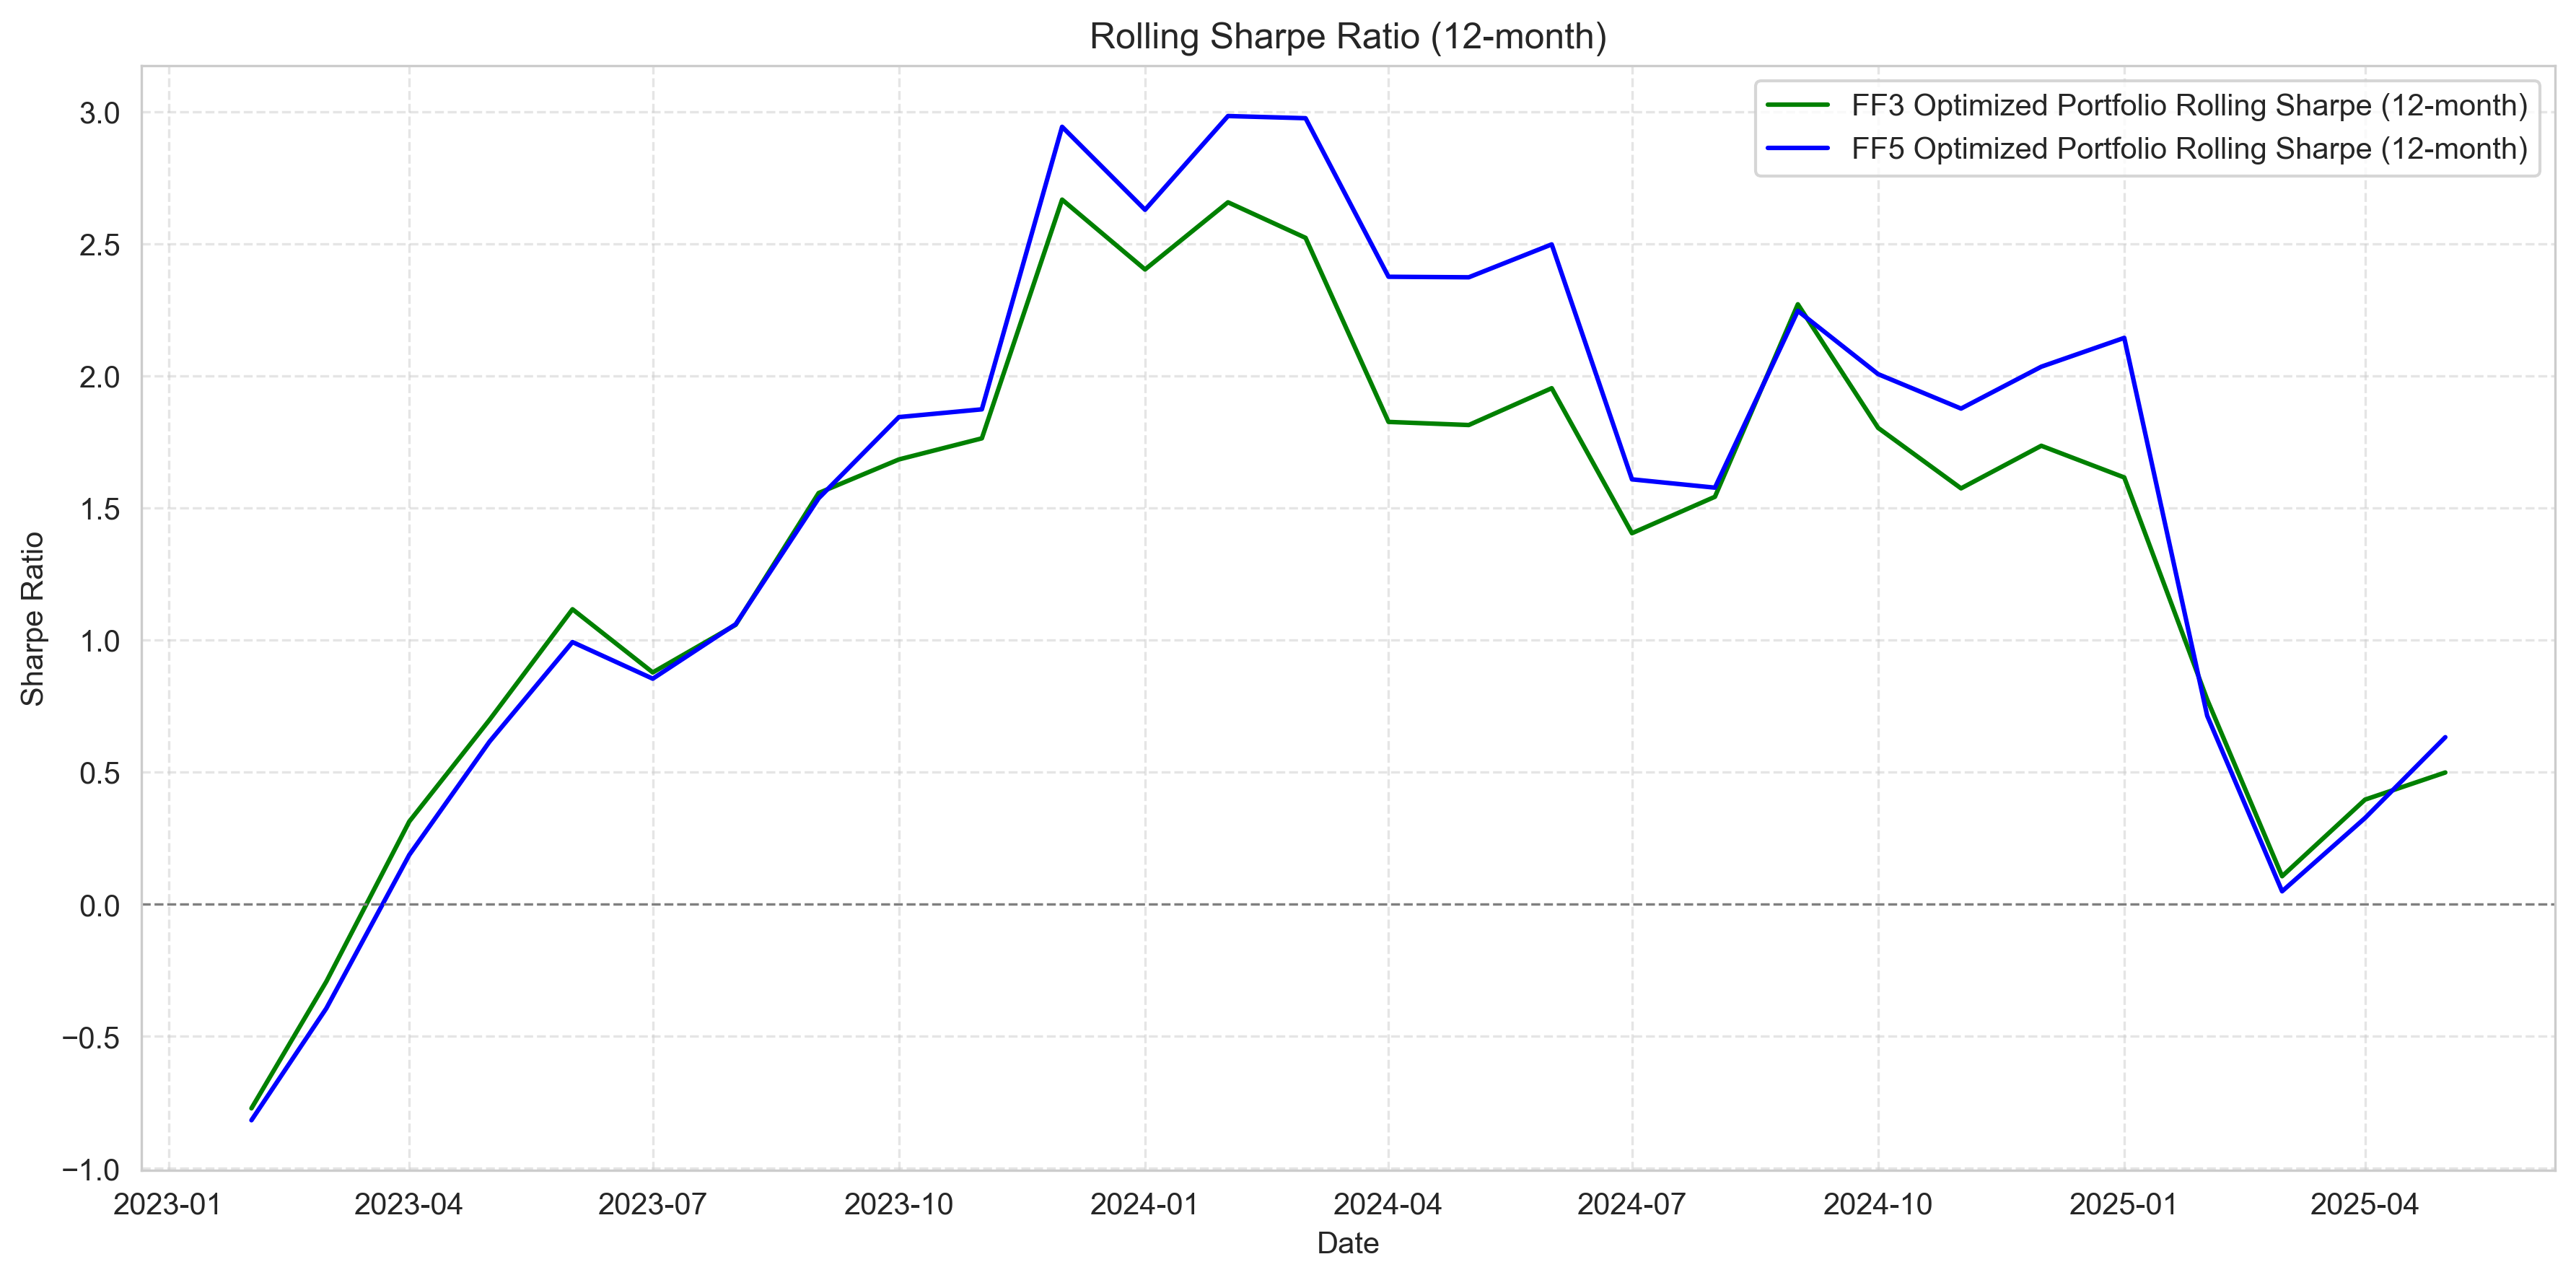 Rolling Sharpe Ratio (12-month)
FF3 Optimized Portfolio Rolling Sharpe (12-month)
FF5 Optimized Portfolio Rolling Sharpe (12-month)
Sharpe Ratio
3.0
2.5
2.0
1.5
1.0
0.5
0.0
−0.5
−1.0
2023-01 2023-04 2023-07 2023-10 2024-01 2024-04 2024-07 2024-10 2025-01 2025-04
Date